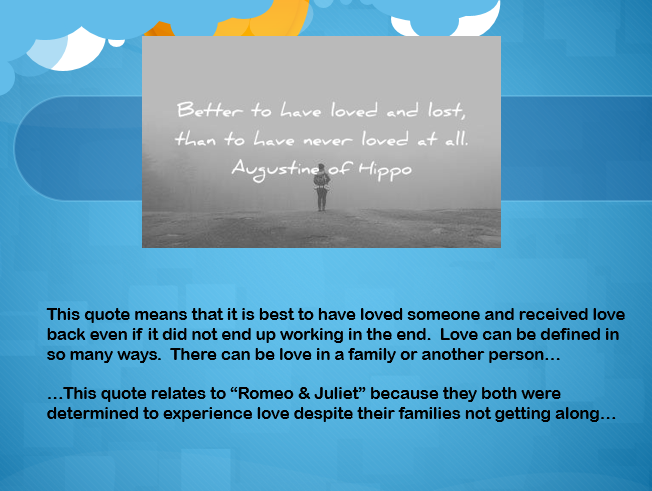 Better to have loved and lost,
than to have never loved at all.
Augustine of Hippo
This quote means that it is best to have loved someone and received love
back even if it did not end up working in the end.  Love can be defined in
so many ways.  There can be love in a family or another person…
…This quote relates to “Romeo & Juliet” because they both were
determined to experience love despite their families not getting along…